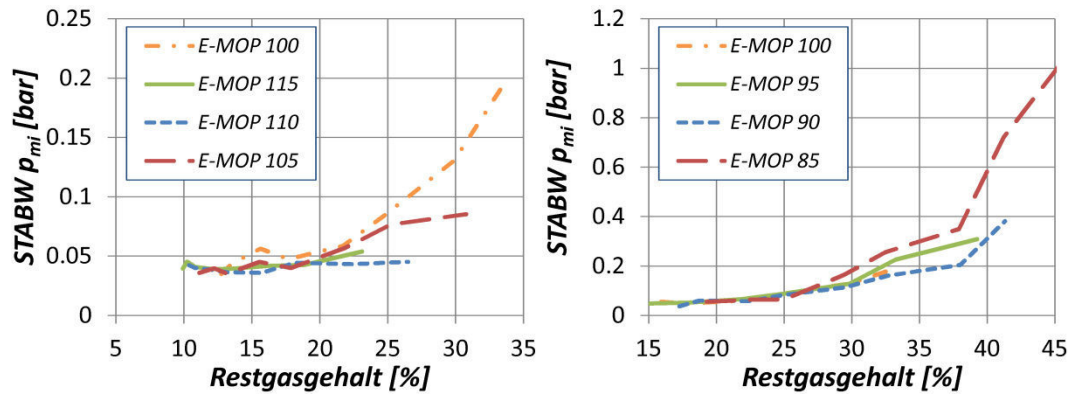 STABW p_mi [bar]
0.25
0.2
0.15
0.1
0.05
0
E-MOP 100
E-MOP 115
E-MOP 110
E-MOP 105
5 10 15 20 25 30 35
Restgasgehalt [%]
STABW p_mi [bar]
1.2
1
0.8
0.6
0.4
0.2
0
E-MOP 100
E-MOP 95
E-MOP 90
E-MOP 85
15 20 25 30 35 40 45
Restgasgehalt [%]